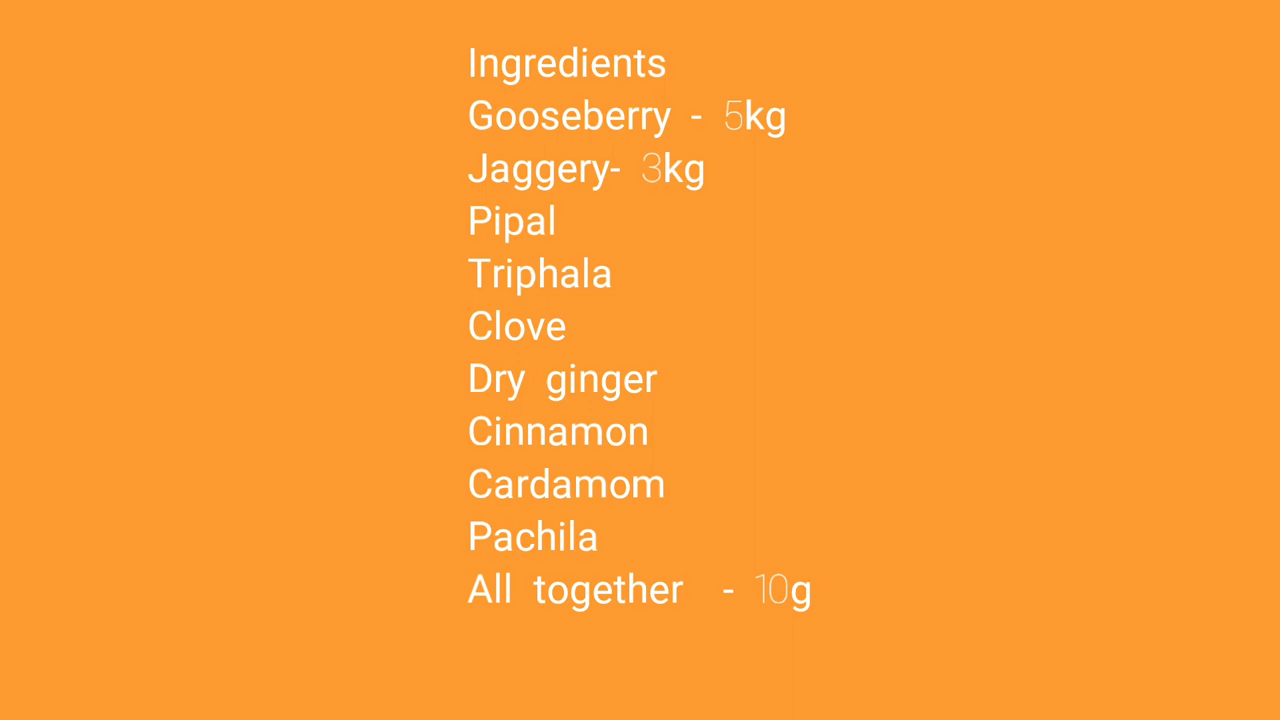 Ingredients
Gooseberry - 5kg
Jaggery- 3kg
Pipal
Triphala
Clove
Dry ginger
Cinnamon
Cardamom
Pachila
All together - 10g